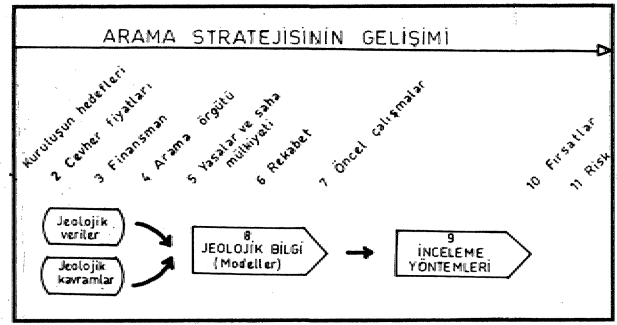 ARAMA STRATEJİSİNİN GELİŞİMİ
Kuruluşun hedefleri
2 Cevher fiyatları
3 Finansman
4 Arama örgütü
5 Yasalar ve saha
mülkiyeti
6 Rekabet
7 Öncel çalışmalar
10 Fırsatlar
11 Risk
Jeolojik
veriler
Jeolojik
kavramlar
8
JEOLOJİK BİLGİ
(Modeller)
9
İNCELEME
YÖNTEMLERİ